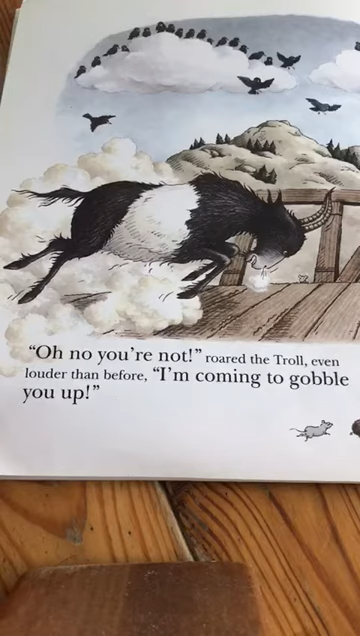 “Oh no you’re not!” roared the Troll, even
louder than before, “I’m coming to gobble
you up!”